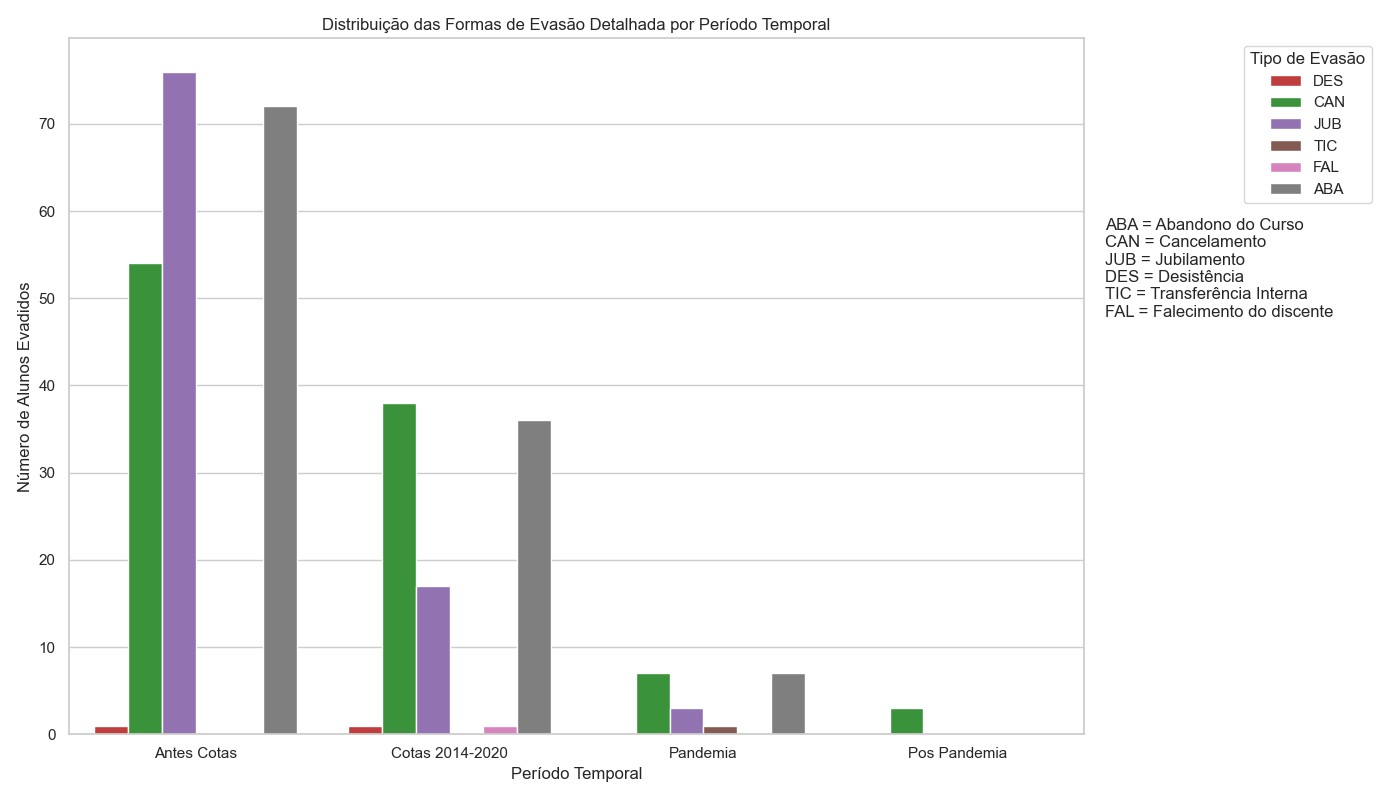 Distribuição das Formas de Evasão Detalhada por Período Temporal
Tipo de Evasão
DES
CAN
JUB
TIC
FAL
ABA
ABA = Abandono do Curso
CAN = Cancelamento
JUB = Jubilamento
DES = Desistência
TIC = Transferência Interna
FAL = Falecimento do discente
Número de Alunos Evadidos
70
60
50
40
30
20
10
0
Antes Cotas
Cotas 2014-2020
Pandemia
Pos Pandemia
Período Temporal